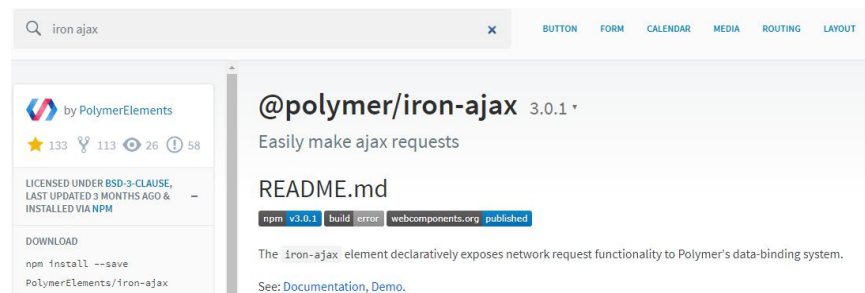 iron ajax
BUTTON FORM CALENDAR MEDIA ROUTING LAYOUT
by PolymerElements
133 113 26 58
LICENSED UNDER BSD-3-CLAUSE,
LAST UPDATED 3 MONTHS AGO &
INSTALLED VIA NPM
DOWNLOAD
npm install --save
PolymerElements/iron-ajax
@polymer/iron-ajax 3.0.1
Easily make ajax requests
README.md
npm v3.0.1 build error webcomponents.org published
The iron-ajax element declaratively exposes network request functionality to Polymer's data-binding system.
See: Documentation, Demo.